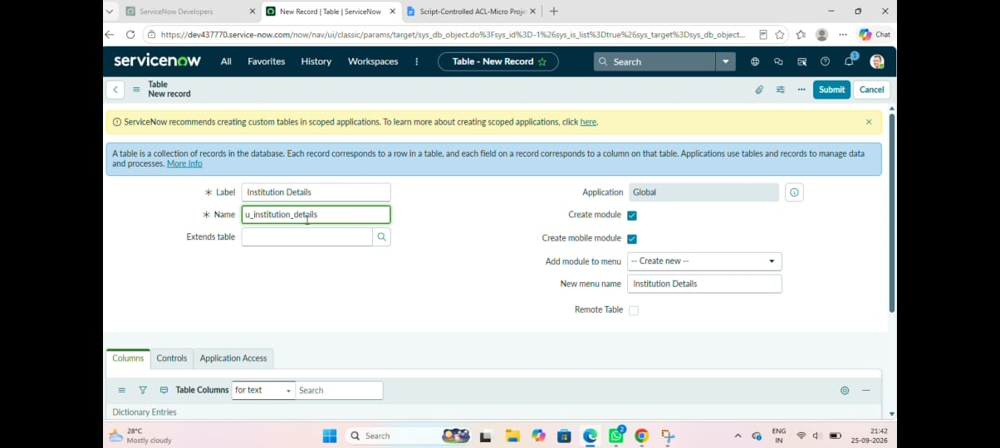 ServiceNow Developers
New Record | Table | ServiceNow
Script-Controlled ACL-Micro Proje
https://dev437770.service-now.com/now/nav/ui/classic/params/target/sys_db_object.do%3Fsys_id%3D-1%26sys_is_list%3Dtrue%26sys_target%3Dsys_db_object...
Chat
servicenow
All
Favorites
History
Workspaces
Table - New Record
Search
1
Table
New record
Submit
Cancel
ServiceNow recommends creating custom tables in scoped applications. To learn more about creating scoped applications, click here.
A table is a collection of records in the database. Each record corresponds to a row in a table, and each field on a record corresponds to a column on that table. Applications use tables and records to manage data
and processes. More Info
Label
Institution Details
Application
Global
Name
u_institution_details
Create module
Extends table
Create mobile module
Add module to menu
-- Create new --
New menu name
Institution Details
Remote Table
Columns
Controls
Application Access
Table Columns
for text
Search
Dictionary Entries
28°C
Mostly cloudy
Search
2
ENG
IN
21:42
25-09-2026